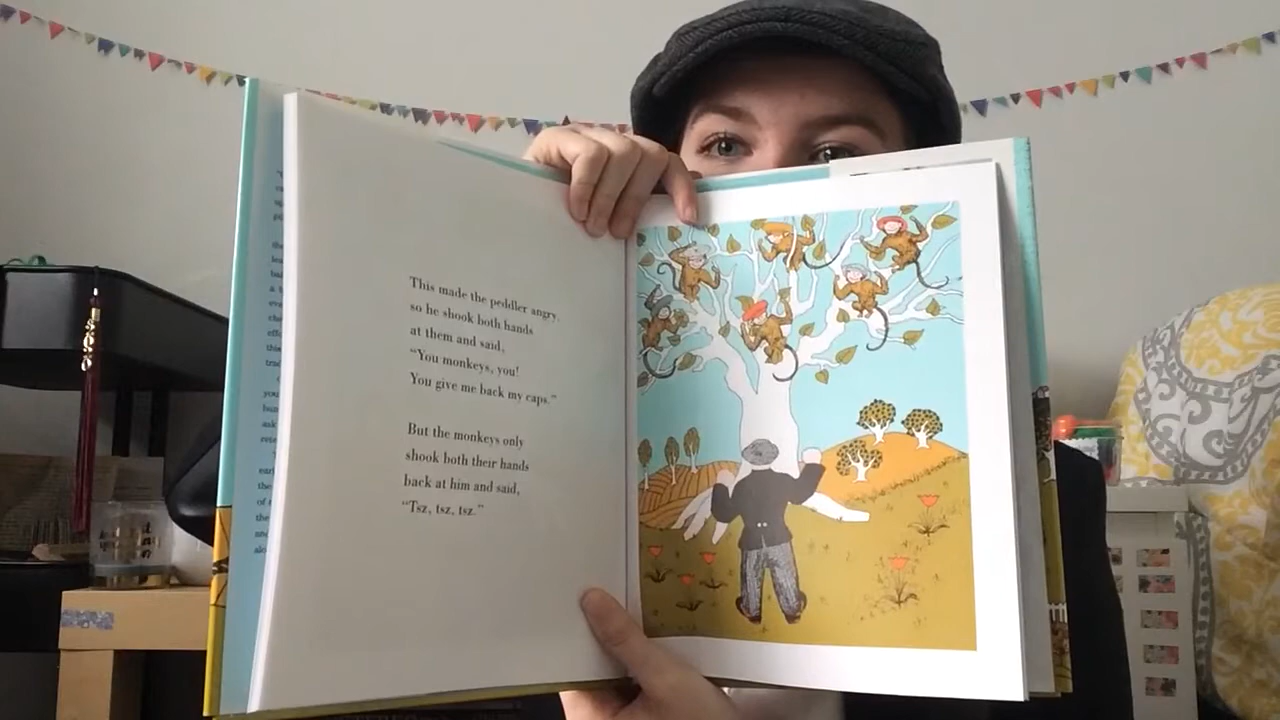 This made the peddler angry,
so he shook both hands
at them and said,
“You monkeys, you!
You give me back my caps.”
But the monkeys only
shook both their hands
back at him and said,
“Tsz, tsz, tsz.”